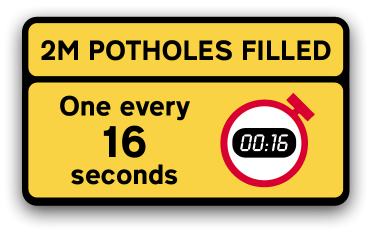 2M POTHOLES FILLED
One every
16
seconds
00:16